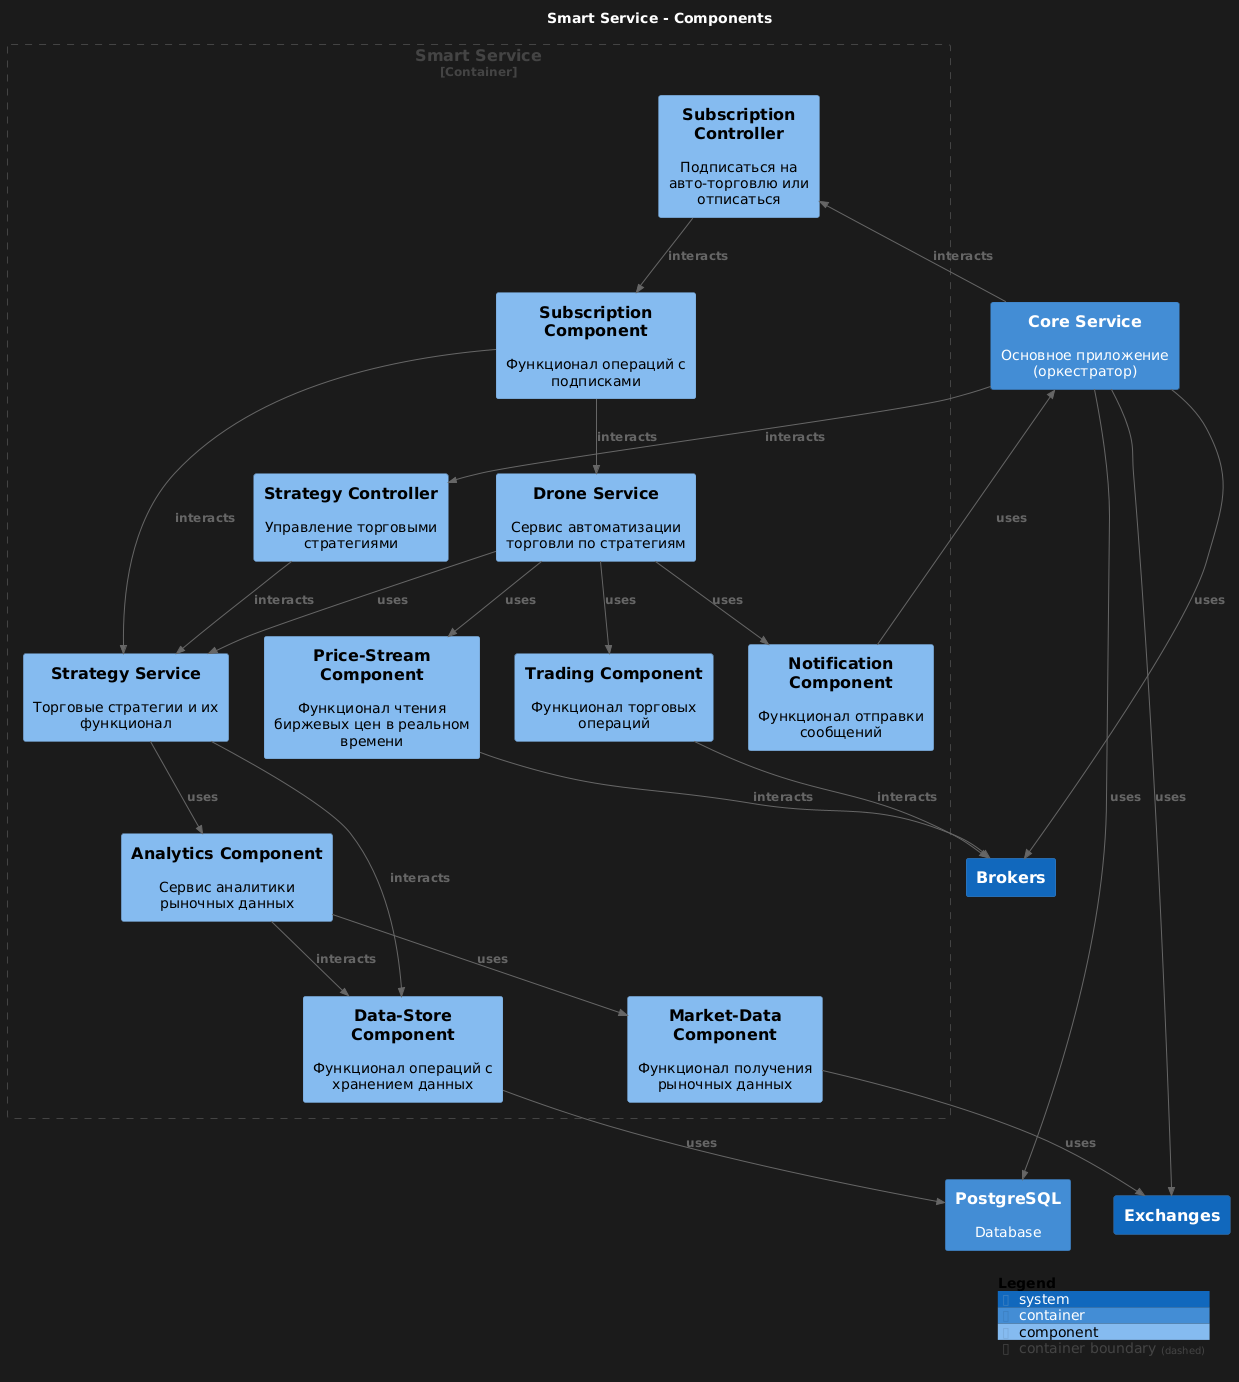 Smart Service - Components
Smart Service
[Container]
Subscription
Controller
Подписаться на
авто-торговлю или
отписаться
interacts
interacts
Subscription
Component
Функционал операций с
подписками
Core Service
Основное приложение
(оркестратор)
interacts
interacts
Strategy Controller
Управление торговыми
стратегиями
Drone Service
Сервис автоматизации
торговли по стратегиям
interacts
uses
interacts
uses
uses
uses
uses
uses
Strategy Service
Торговые стратегии и их
функционал
Price-Stream
Component
Функционал чтения
биржевых цен в реальном
времени
Trading Component
Функционал торговых
операций
Notification
Component
Функционал отправки
сообщений
uses
interacts
interacts
uses
uses
Analytics Component
Сервис аналитики
рыночных данных
interacts
Brokers
interacts
uses
Data-Store
Component
Функционал операций с
хранением данных
Market-Data
Component
Функционал получения
рыночных данных
uses
uses
PostgreSQL
Database
Exchanges
Legend
system
container
component
container boundary (dashed)